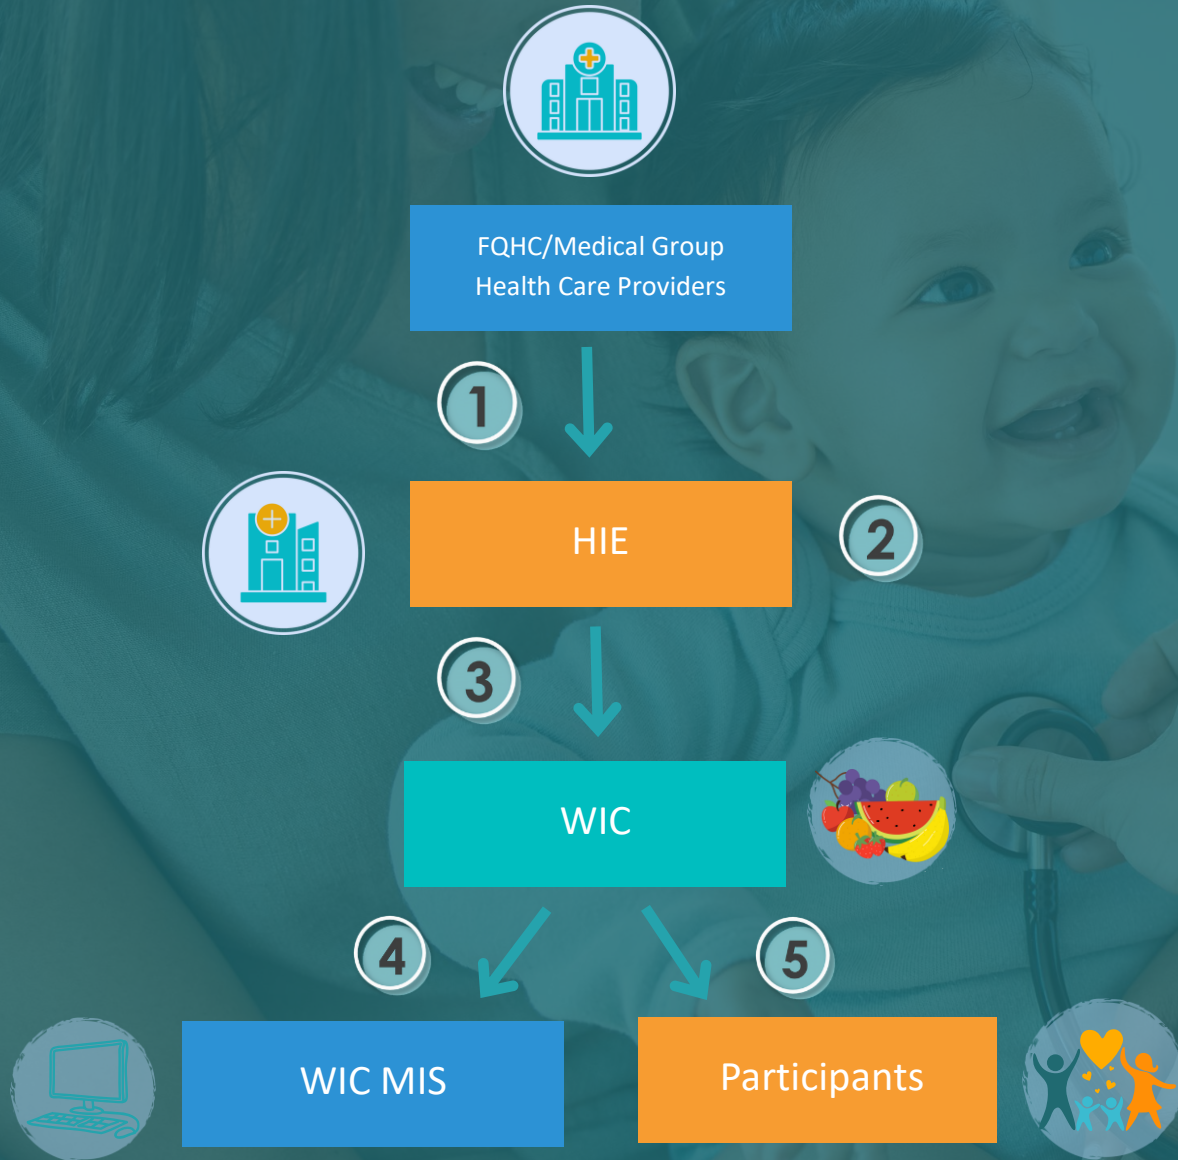 FQHC/Medical Group
Health Care Providers
1
HIE
2
3
WIC
4
5
WIC MIS
Participants